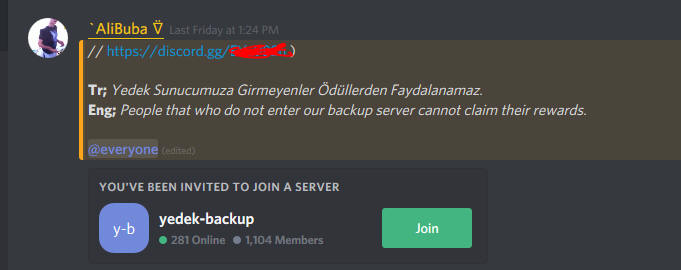 `AliBuba ⍢ Last Friday at 1:24 PM
// https://discord.gg/
Tr; Yedek Sunucumuza Girmeyenler Ödüllerden Faydalanamaz.
Eng; People that who do not enter our backup server cannot claim their rewards.
@everyone (edited)
YOU'VE BEEN INVITED TO JOIN A SERVER
y-b
yedek-backup
281 Online 1,104 Members
Join